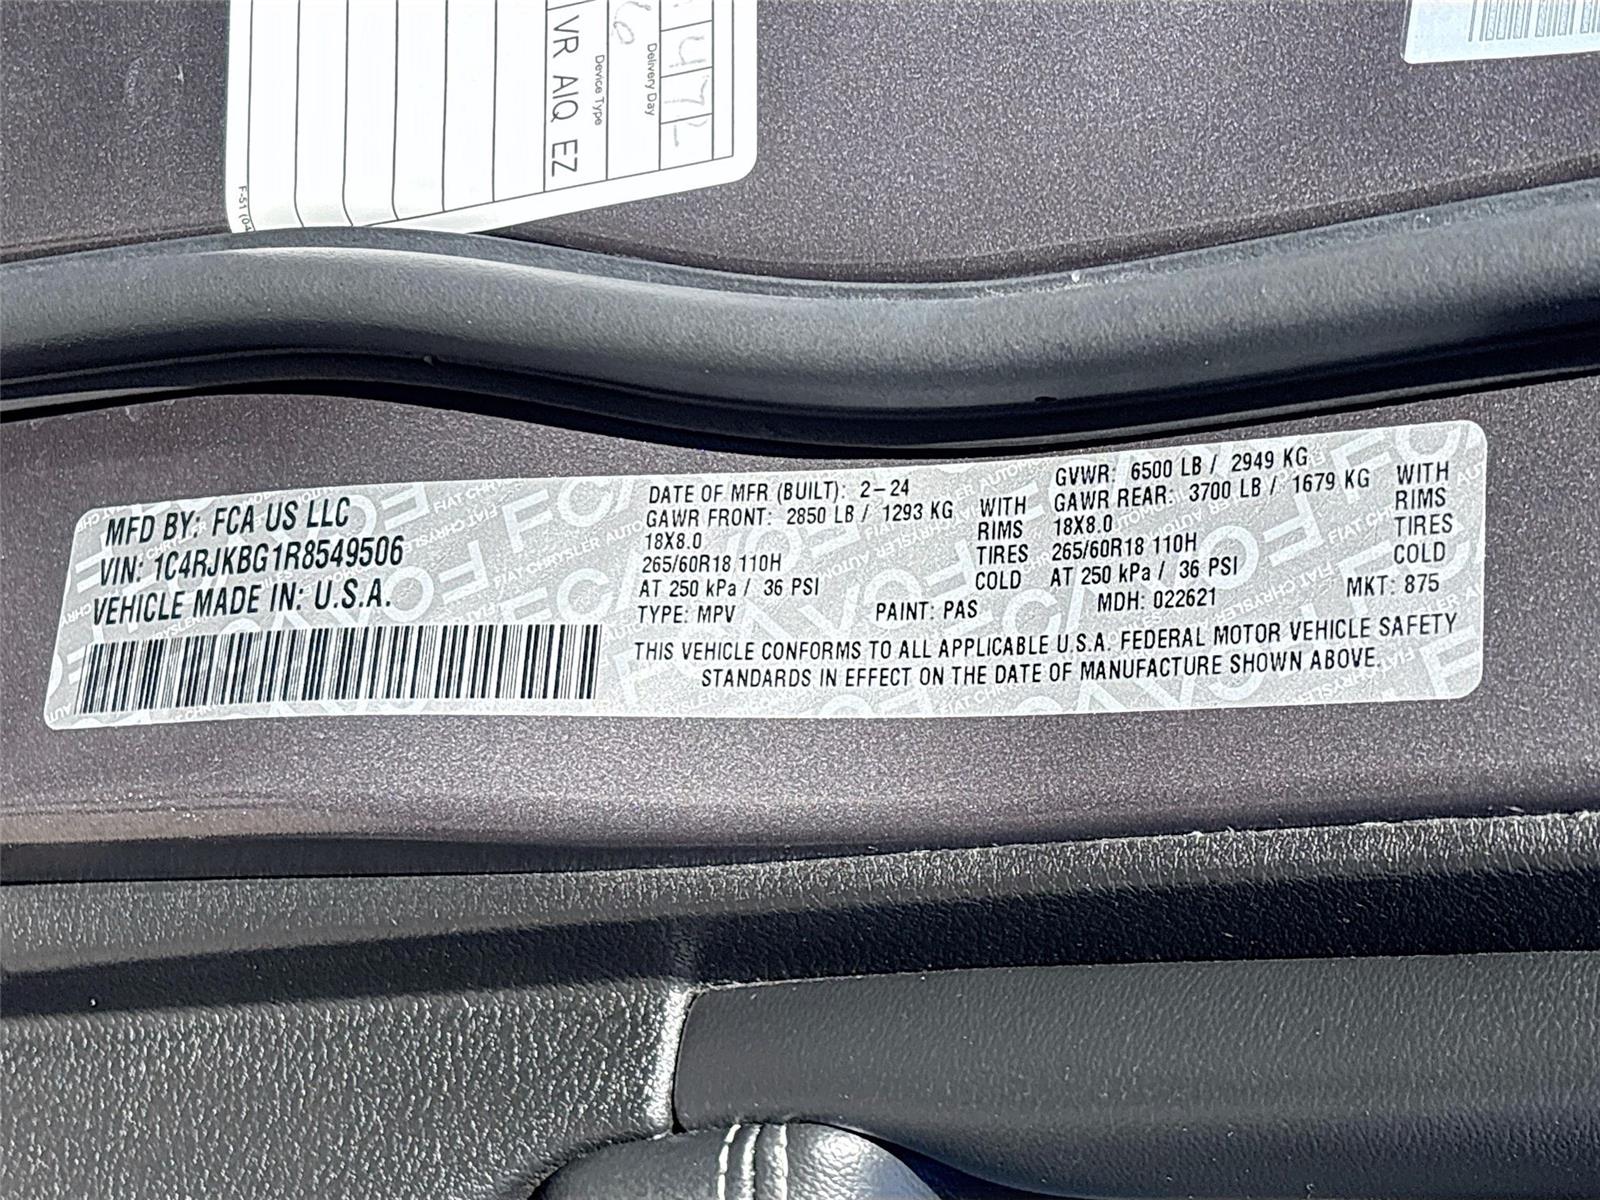 VR AIQ EZ
Device Type
Delivery Day
F-51 (04
MFD BY: FCA US LLC
VIN: 1C4RJKBG1R8549506
VEHICLE MADE IN: U.S.A.
DATE OF MFR (BUILT): 2-24
GAWR FRONT: 2850 LB / 1293 KG WITH
18X8.0 RIMS
265/60R18 110H TIRES
AT 250 kPa / 36 PSI COLD
TYPE: MPV PAINT: PAS
GVWR: 6500 LB / 2949 KG
GAWR REAR: 3700 LB / 1679 KG WITH
18X8.0 RIMS
265/60R18 110H TIRES
AT 250 kPa / 36 PSI COLD
MDH: 022621 MKT: 875
THIS VEHICLE CONFORMS TO ALL APPLICABLE U.S.A. FEDERAL MOTOR VEHICLE SAFETY
STANDARDS IN EFFECT ON THE DATE OF MANUFACTURE SHOWN ABOVE.